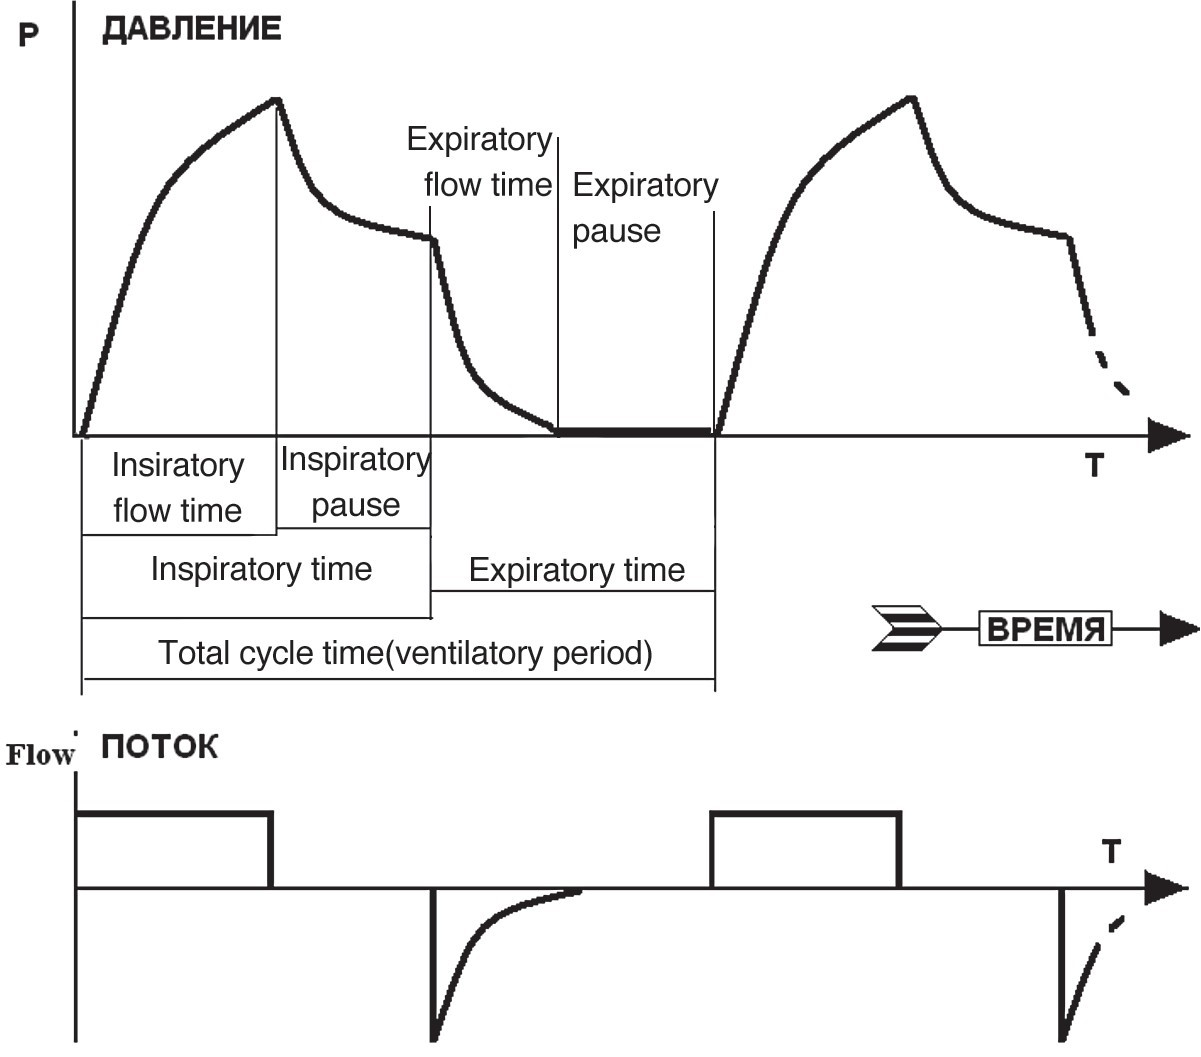 P
ДАВЛЕНИЕ
Expiratory
flow time
Expiratory
pause
T
Insiratory
flow time
Inspiratory
pause
Inspiratory time
Expiratory time
ВРЕМЯ
Total cycle time(ventilatory period)
Flow
ПОТОК
T